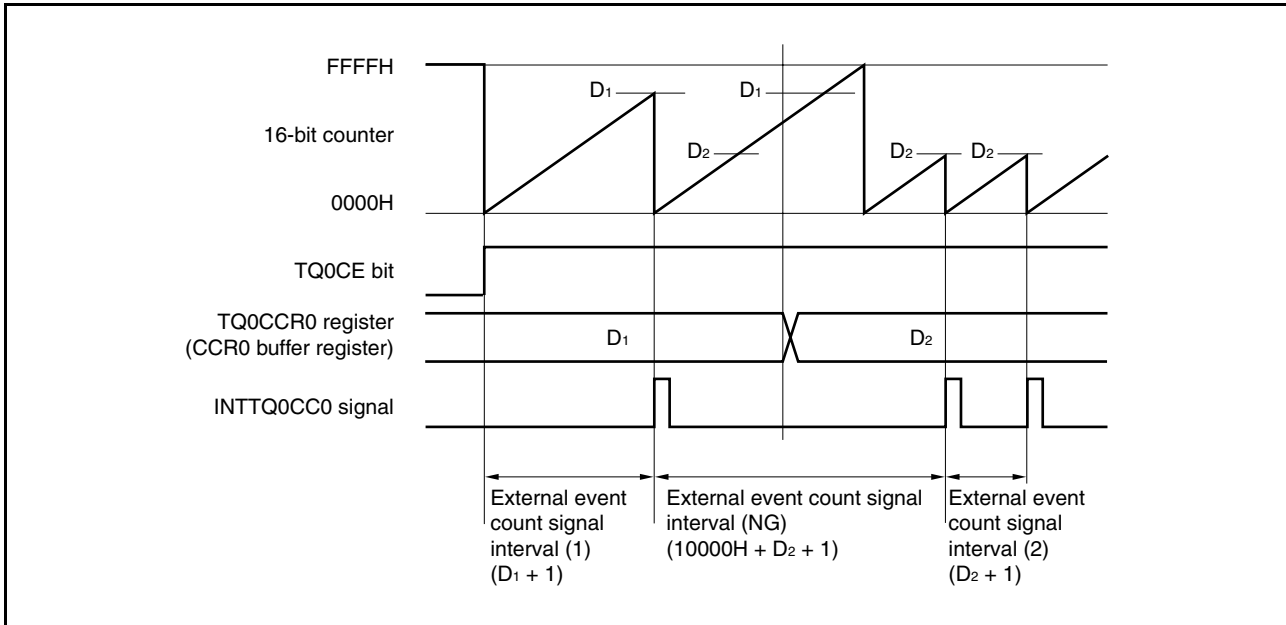 FFFFH
D1
D1
16-bit counter
D2
D2
D2
0000H
TQ0CE bit
TQ0CCR0 register
(CCR0 buffer register)
D1
D2
INTTQ0CC0 signal
External event
count signal
interval (1)
(D1 + 1)
External event count signal
interval (NG)
(10000H + D2 + 1)
External event
count signal
interval (2)
(D2 + 1)